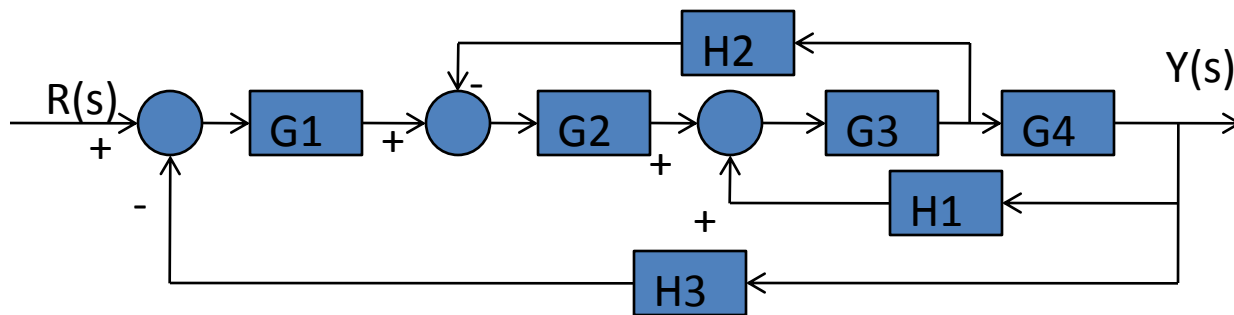 H2
Y(s)
R(s)
+
G1
+
-
G2
+
G3
G4
-
+
H1
H3